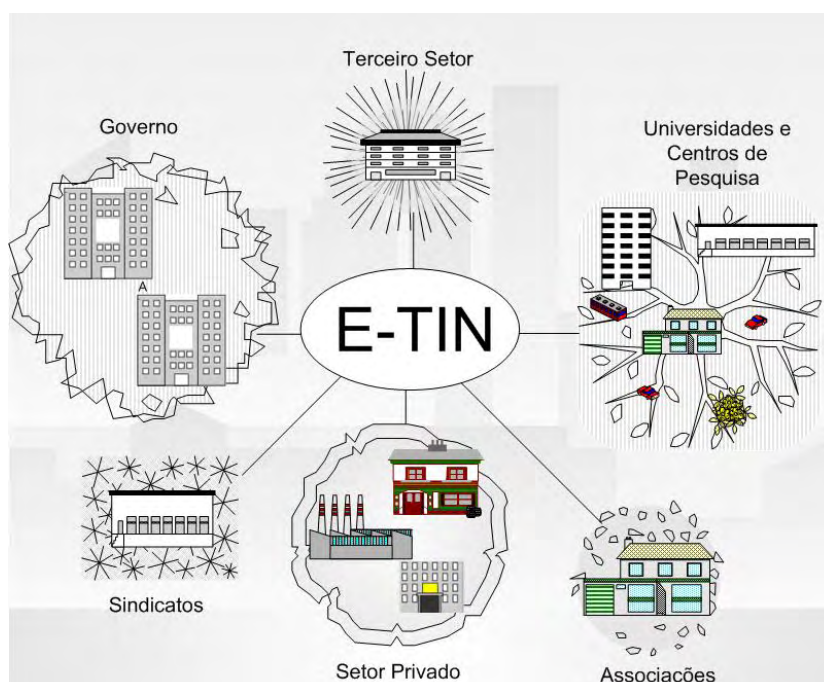 Terceiro Setor
Governo
Universidades e
Centros de
Pesquisa
A
E-TIN
Sindicatos
Setor Privado
Associações